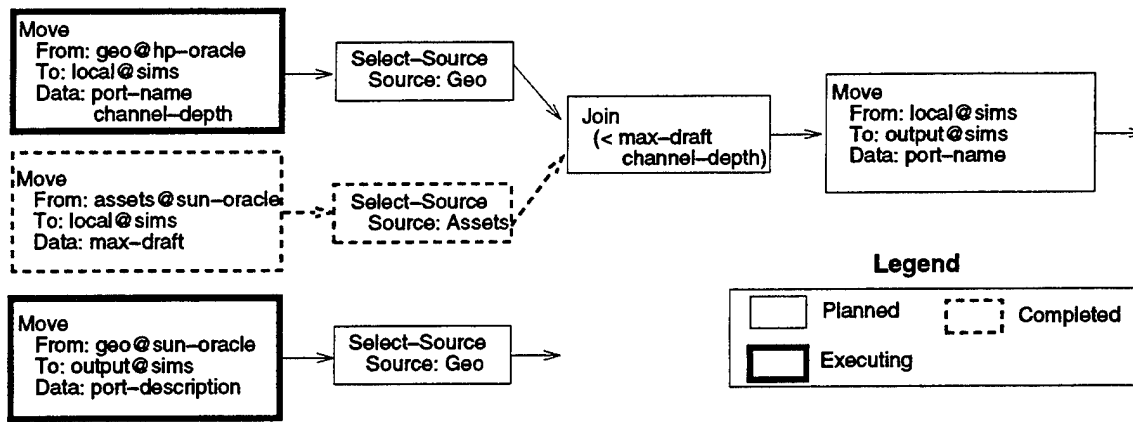 Move
From: geo@hp–oracle
To: local@sims
Data: port–name
channel–depth
Select–Source
Source: Geo
Join
(< max–draft
channel–depth)
Move
From: local@sims
To: output@sims
Data: port–name
Move
From: assets@sun–oracle
To: local@sims
Data: max–draft
Select–Source
Source: Assets
Move
From: geo@sun–oracle
To: output@sims
Data: port–description
Select–Source
Source: Geo
Legend
Planned
Completed
Executing